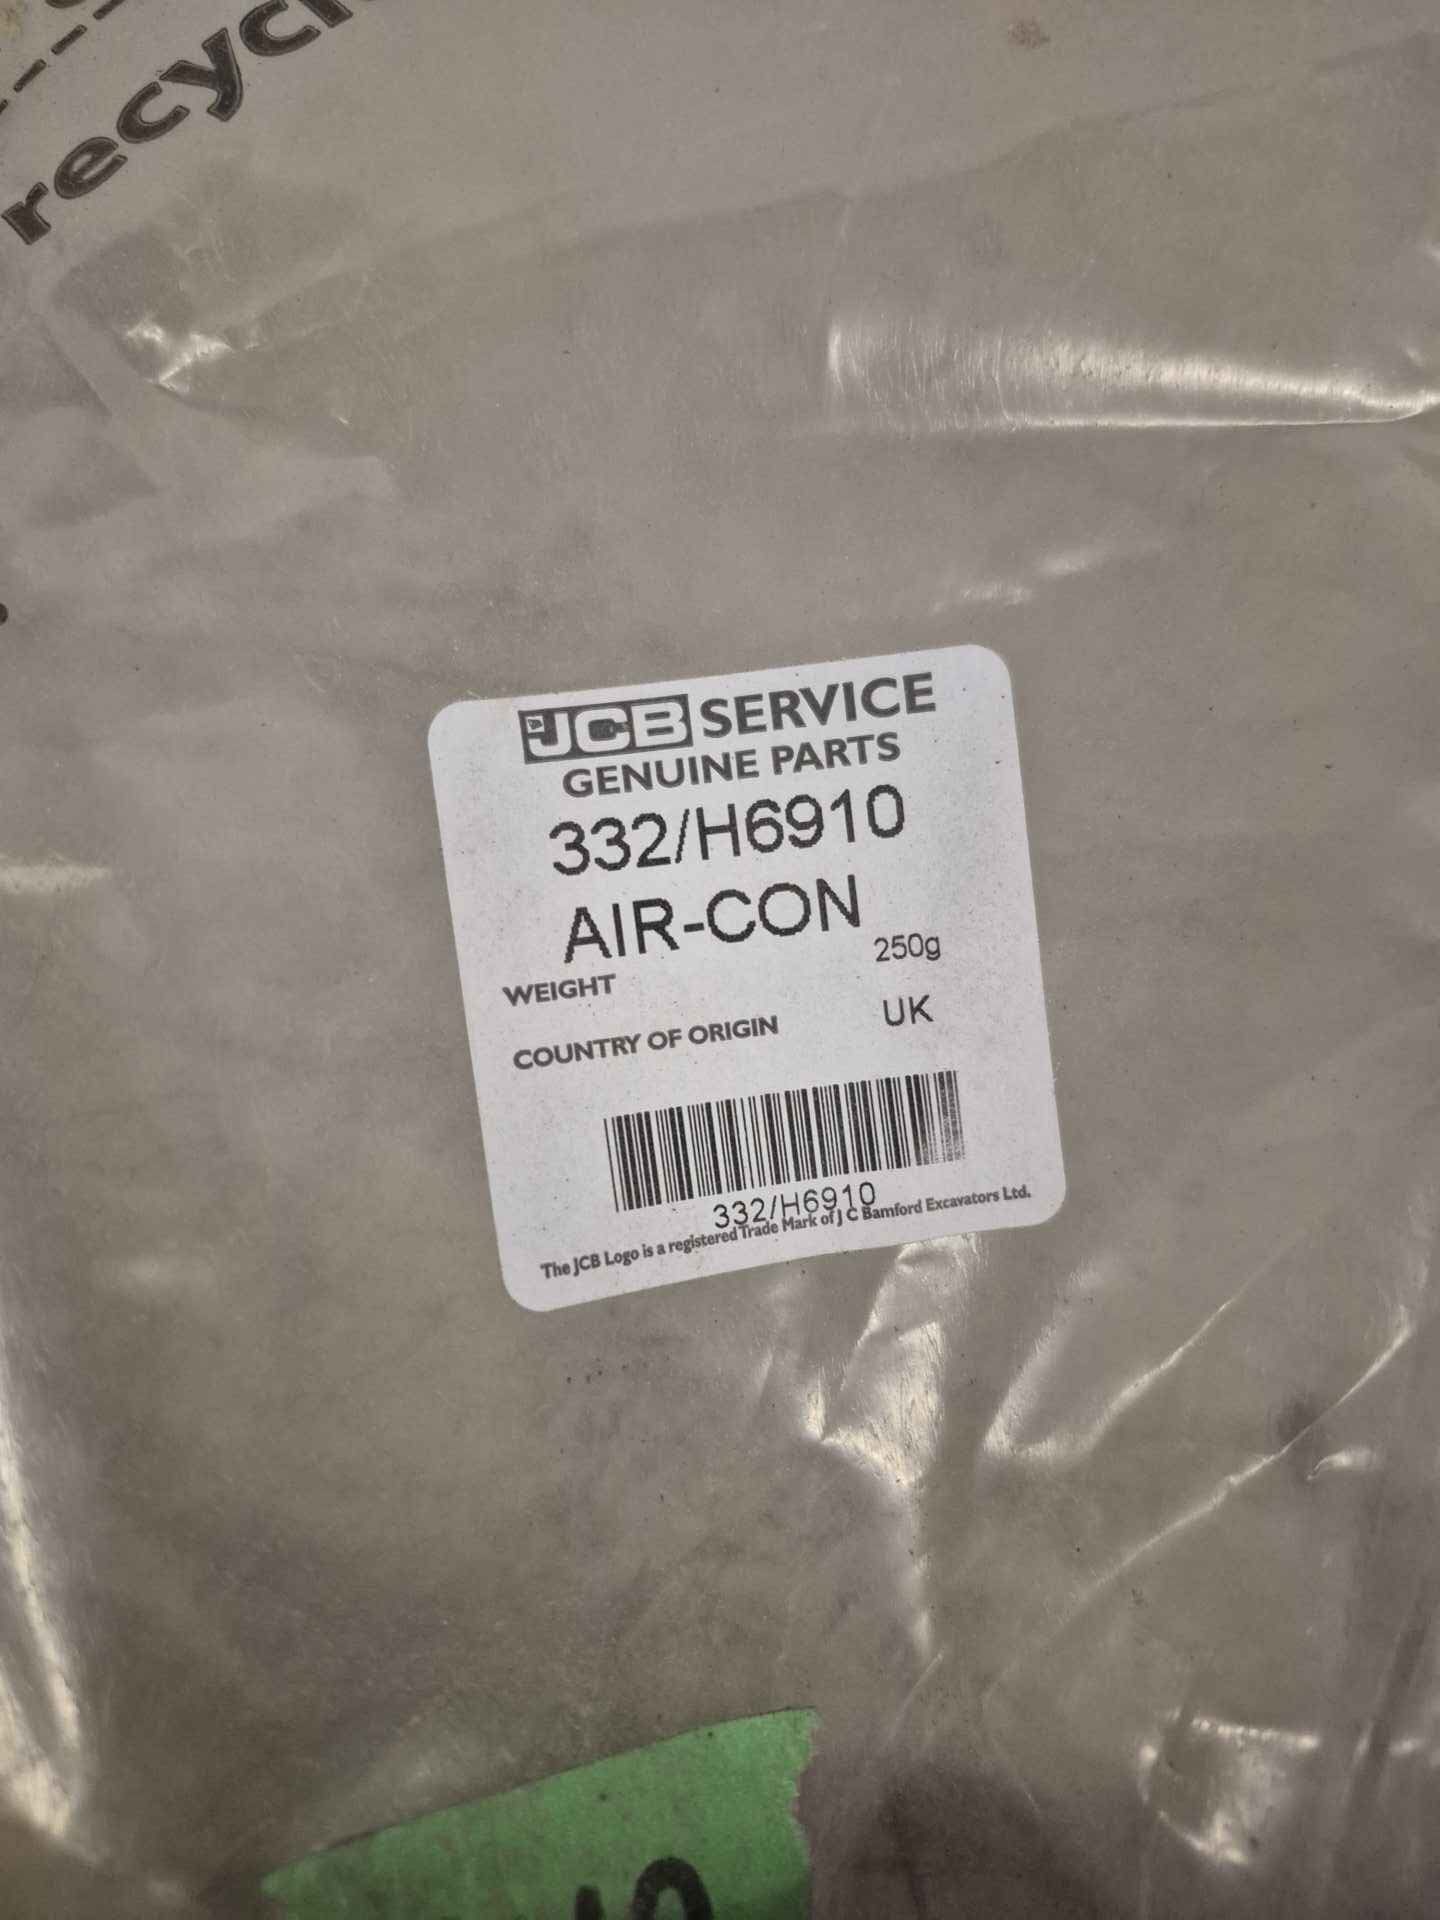 recycl
JCB SERVICE
GENUINE PARTS
332/H6910
AIR-CON
WEIGHT 250g
COUNTRY OF ORIGIN UK
332/H6910
The JCB Logo is a registered Trade Mark of J C Bamford Excavators Ltd.